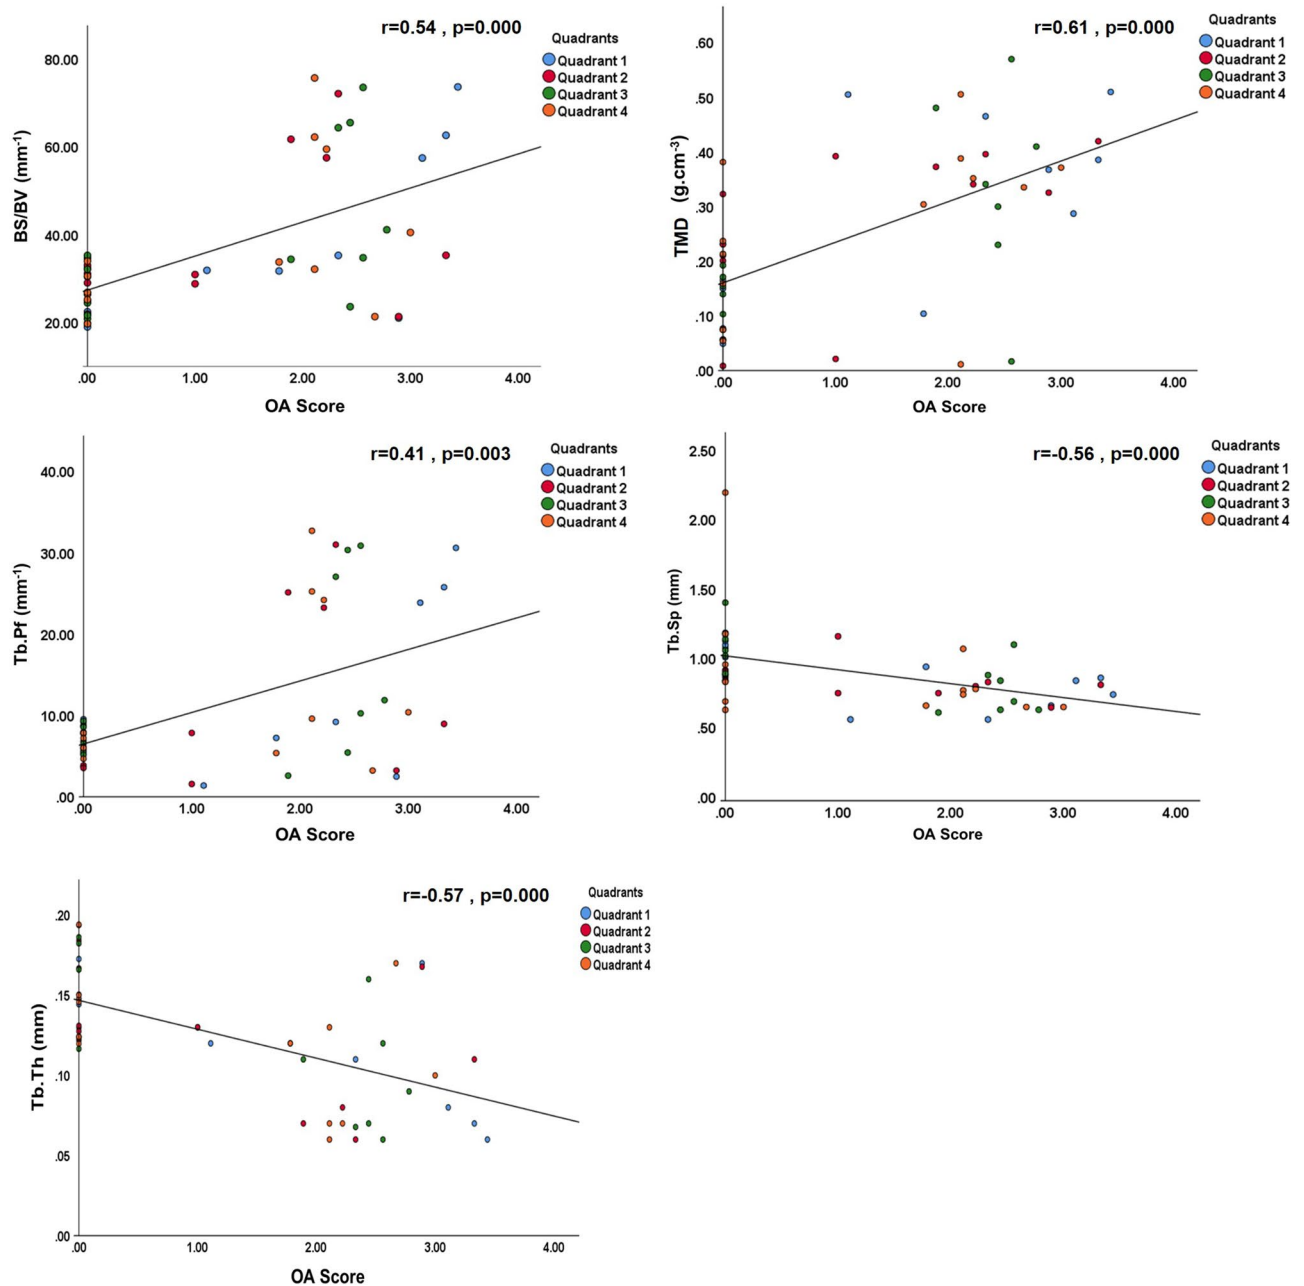 r=0.54 , p=0.000
Quadrants
Quadrant 1
Quadrant 2
Quadrant 3
Quadrant 4
BS/BV (mm⁻¹)
80.00
60.00
40.00
20.00
.00 1.00 2.00 3.00 4.00
OA Score
r=0.61 , p=0.000
Quadrants
Quadrant 1
Quadrant 2
Quadrant 3
Quadrant 4
TMD (g.cm⁻³)
.60
.50
.40
.30
.20
.10
.00
.00 1.00 2.00 3.00 4.00
OA Score
r=0.41 , p=0.003
Quadrants
Quadrant 1
Quadrant 2
Quadrant 3
Quadrant 4
Tb.Pf (mm⁻¹)
40.00
30.00
20.00
10.00
.00
.00 1.00 2.00 3.00 4.00
OA Score
r=-0.56 , p=0.000
Quadrants
Quadrant 1
Quadrant 2
Quadrant 3
Quadrant 4
Tb.Sp (mm)
2.50
2.00
1.50
1.00
.50
.00
.00 1.00 2.00 3.00 4.00
OA Score
r=-0.57 , p=0.000
Quadrants
Quadrant 1
Quadrant 2
Quadrant 3
Quadrant 4
Tb.Th (mm)
.20
.15
.10
.05
.00
.00 1.00 2.00 3.00 4.00
OA Score